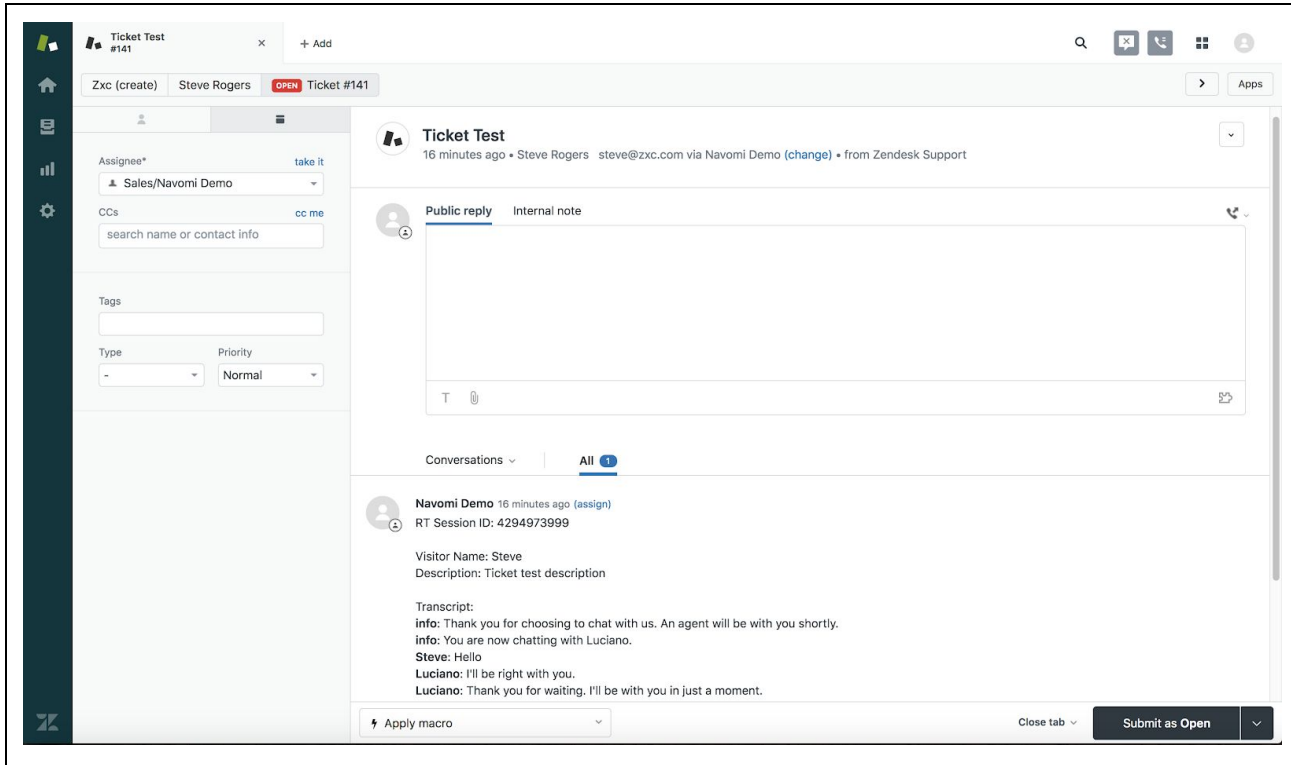 Ticket Test
#141
+ Add
Zxc (create) Steve Rogers OPEN Ticket #141
Apps
Assignee* take it
Sales/Navomi Demo
CCs cc me
search name or contact info
Tags
Type Priority
- Normal
Ticket Test
16 minutes ago • Steve Rogers steve@zxc.com via Navomi Demo (change) • from Zendesk Support
Public reply Internal note
T
Conversations All 1
Navomi Demo 16 minutes ago (assign)
RT Session ID: 4294973999
Visitor Name: Steve
Description: Ticket test description
Transcript:
info: Thank you for choosing to chat with us. An agent will be with you shortly.
info: You are now chatting with Luciano.
Steve: Hello
Luciano: I'll be right with you.
Luciano: Thank you for waiting. I'll be with you in just a moment.
Apply macro
Close tab Submit as Open